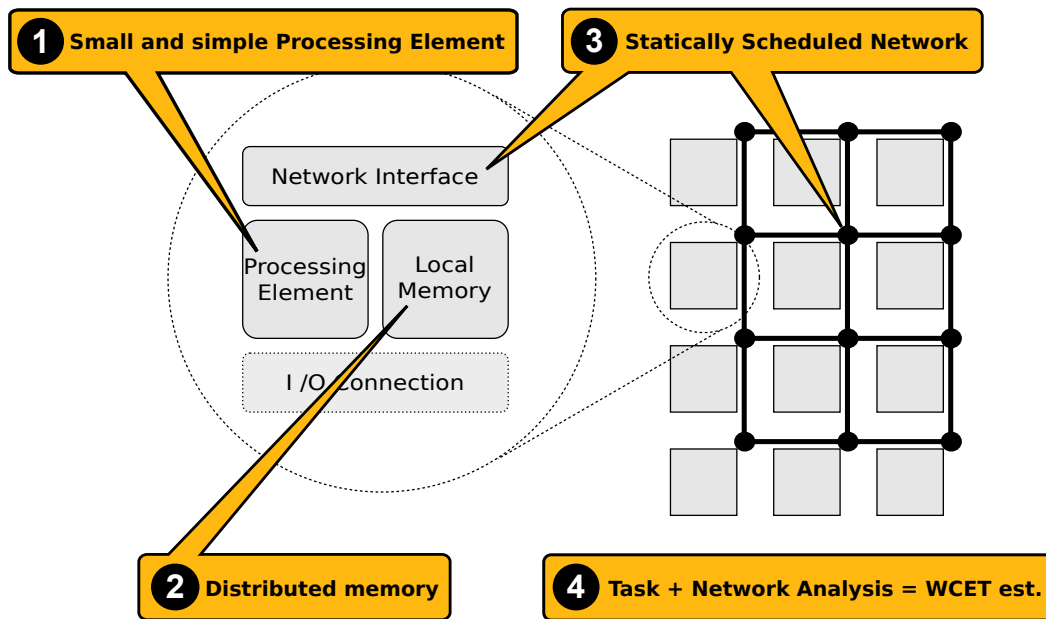 1 Small and simple Processing Element
3 Statically Scheduled Network
Network Interface
Processing
Element
Local
Memory
I /O Connection
2 Distributed memory
4 Task + Network Analysis = WCET est.